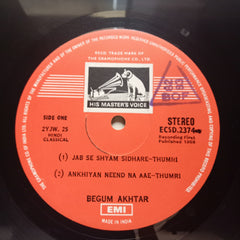 REGD. TRADE MARK OF
THE GRAMOPHONE CO. LTD.
HIS MASTER'S VOICE
SIDE ONE
STEREO
2YJW. 25
ECSD.2374
HINDI
CLASSICAL
Recording First
Published 1968
(1) JAB SE SHYAM SIDHARE-THUMRI
(2) ANKHIYAN NEEND NA AAE-THUMRI
BEGUM AKHTAR
EMI
MADE IN INDIA